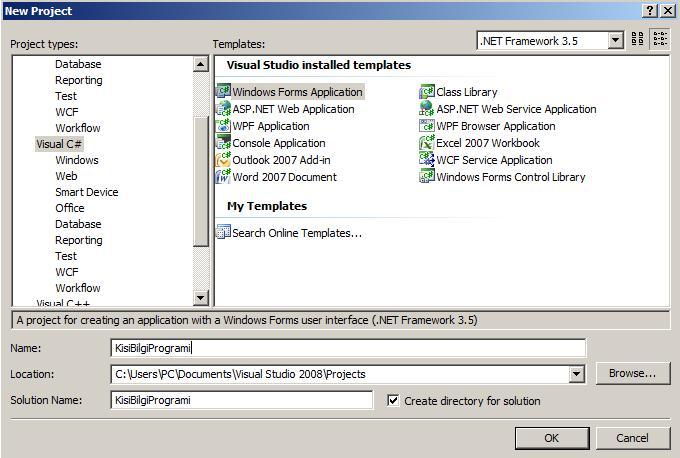 New Project
Project types:
Templates:
.NET Framework 3.5
Database
Reporting
Test
WCF
Workflow
Visual C#
Windows
Web
Smart Device
Office
Database
Reporting
Test
WCF
Workflow
Visual C++
Visual Studio installed templates
Windows Forms Application
Class Library
ASP.NET Web Application
ASP.NET Web Service Application
WPF Application
WPF Browser Application
Console Application
Excel 2007 Workbook
Outlook 2007 Add-in
WCF Service Application
Word 2007 Document
Windows Forms Control Library
My Templates
Search Online Templates...
A project for creating an application with a Windows Forms user interface (.NET Framework 3.5)
Name:
KisiBilgiProgrami
Location:
C:\Users\PC\Documents\Visual Studio 2008\Projects
Browse...
Solution Name:
KisiBilgiProgrami
Create directory for solution
OK
Cancel